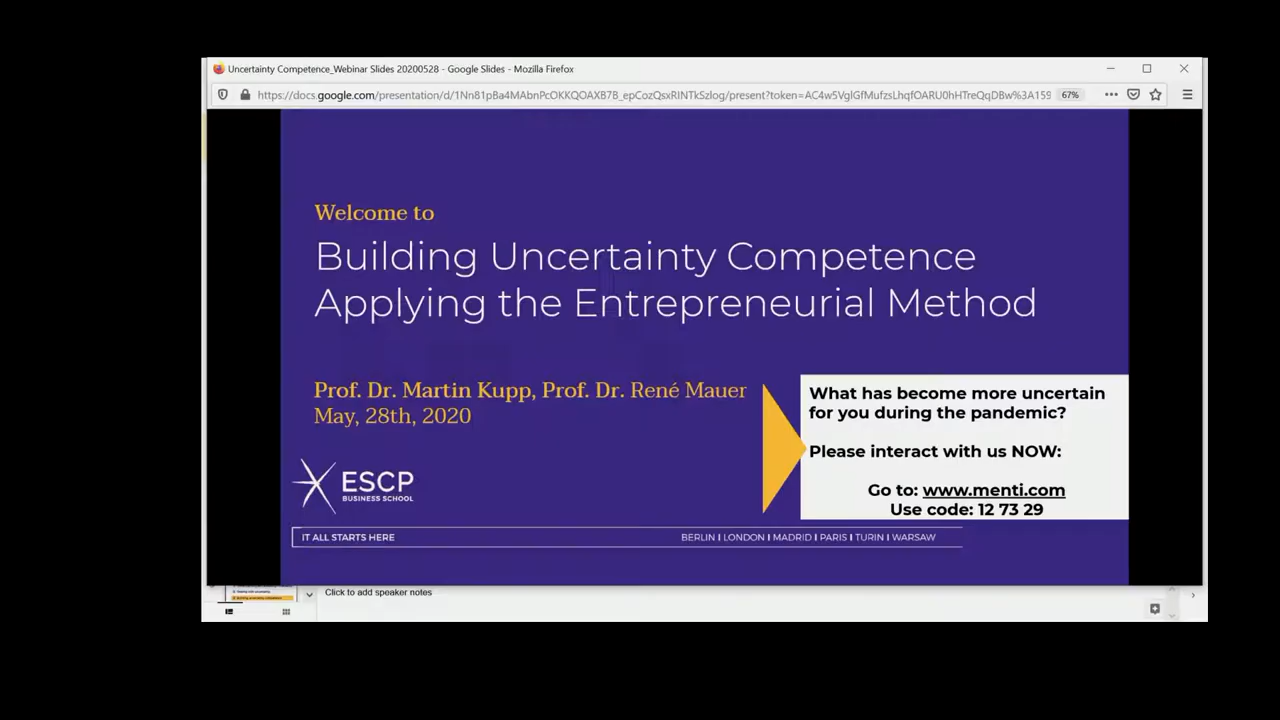 Uncertainty Competence_Webinar Slides 20200528 - Google Slides - Mozilla Firefox
https://docs.google.com/presentation/d/1Nn81pBa4MAbnPcOKKQOAXB7B_epCozQsxRINTkSzlog/present?token=AC4w5VglGfMufzsLhqfOARU0hHTreQqDBw%3A159
67%
Welcome to
Building Uncertainty Competence
Applying the Entrepreneurial Method
Prof. Dr. Martin Kupp, Prof. Dr. René Mauer
May, 28th, 2020
What has become more uncertain
for you during the pandemic?
Please interact with us NOW:
Go to: www.menti.com
Use code: 12 73 29
ESCP
BUSINESS SCHOOL
IT ALL STARTS HERE
BERLIN I LONDON I MADRID I PARIS I TURIN I WARSAW
Click to add speaker notes